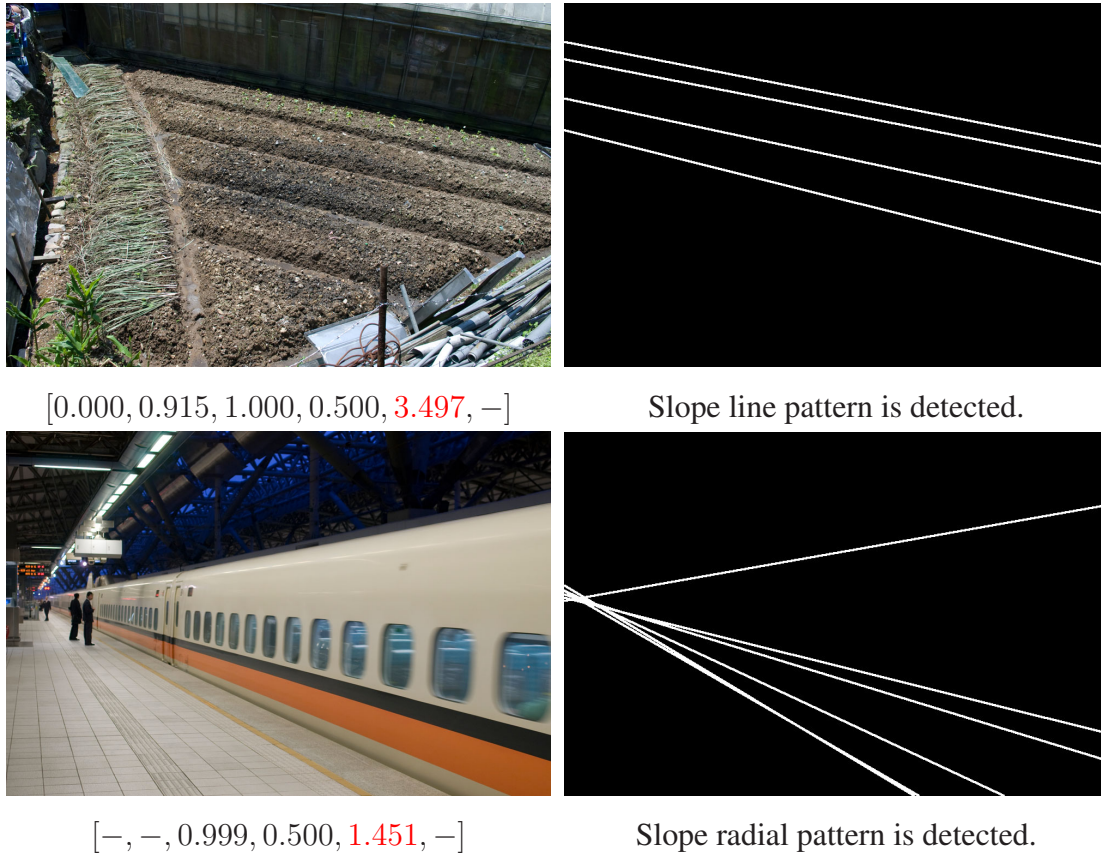 [0.000, 0.915, 1.000, 0.500, 3.497, −]
Slope line pattern is detected.
[−, −, 0.999, 0.500, 1.451, −]
Slope radial pattern is detected.